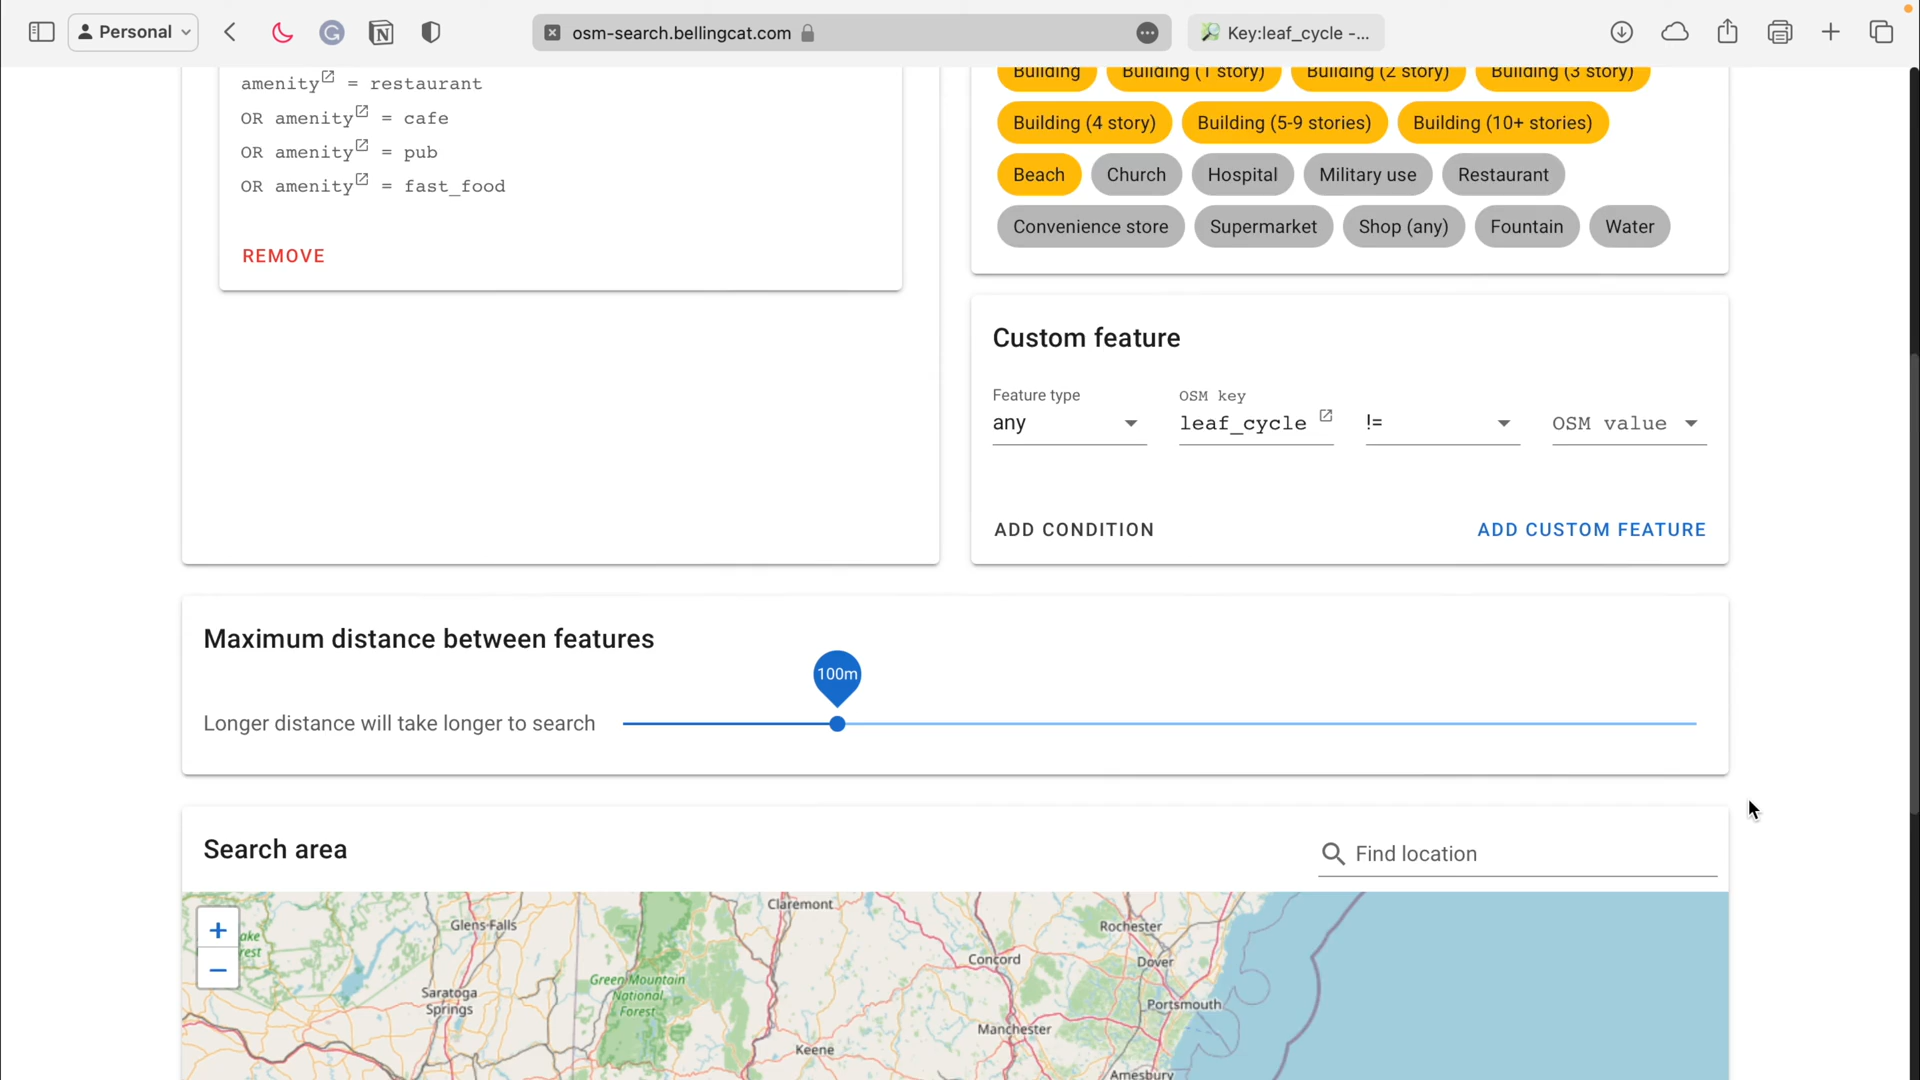 Personal
osm-search.bellingcat.com
Key:leaf_cycle -...
amenity = restaurant
OR amenity = cafe
OR amenity = pub
OR amenity = fast_food
REMOVE
Building Building (1 story) Building (2 story) Building (3 story)
Building (4 story) Building (5-9 stories) Building (10+ stories)
Beach Church Hospital Military use Restaurant
Convenience store Supermarket Shop (any) Fountain Water
Custom feature
Feature type OSM key
any leaf_cycle != OSM value
ADD CONDITION ADD CUSTOM FEATURE
Maximum distance between features
100m
Longer distance will take longer to search
Search area
Find location
+
−
Claremont
Glens Falls
Rochester
Concord
Dover
Green Mountain
National
Forest
Saratoga
Springs
Portsmouth
Manchester
Keene
Amesbury